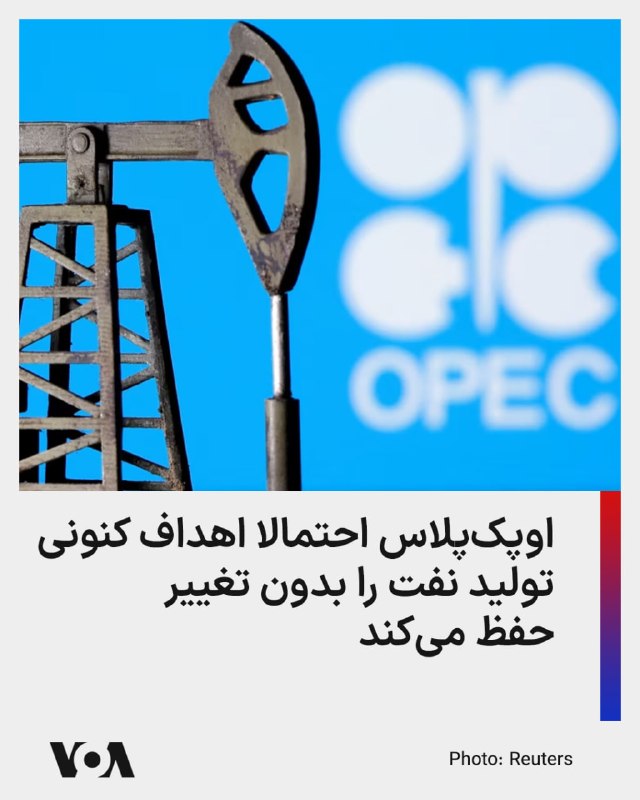 OPEC
اوپک‌پلاس احتمالا اهداف کنونی
تولید نفت را بدون تغییر
حفظ می‌کند
VOA
Photo: Reuters